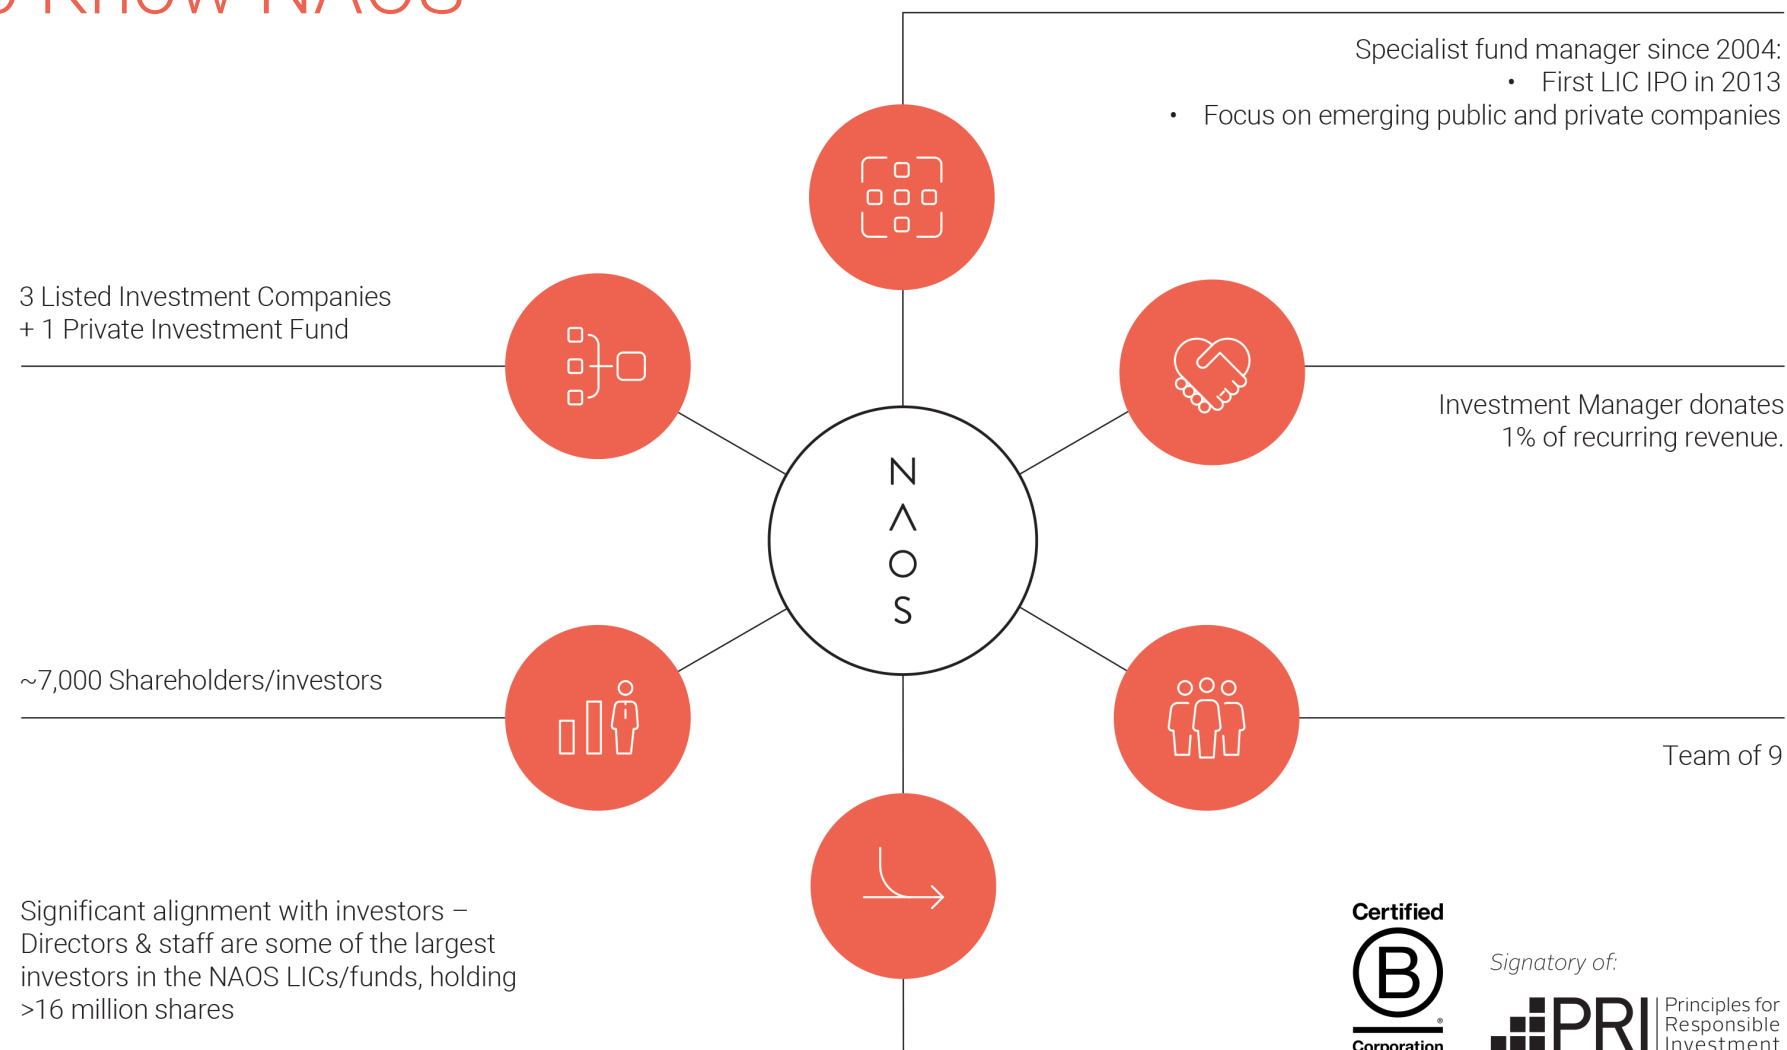 Know NAOS
Specialist fund manager since 2004:
• First LIC IPO in 2013
• Focus on emerging public and private companies
3 Listed Investment Companies
+ 1 Private Investment Fund
Investment Manager donates
1% of recurring revenue.
N
Λ
O
S
~7,000 Shareholders/investors
Team of 9
Significant alignment with investors –
Directors & staff are some of the largest
investors in the NAOS LICs/funds, holding
>16 million shares
Certified
B
®
Corporation
Signatory of:
PRI
Principles for
Responsible
Investment